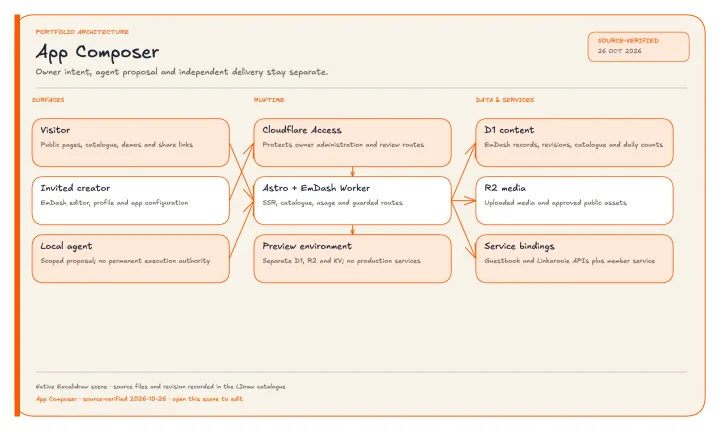 PORTFOLIO ARCHITECTURE
App Composer
Owner intent, agent proposal and independent delivery stay separate.
SOURCE-VERIFIED
26 OCT 2026
SURFACES
RUNTIME
DATA & SERVICES
Visitor
Public pages, catalogue, demos and share links
Cloudflare Access
Protects owner administration and review routes
D1 content
EmDash records, revisions, catalogue and daily counts
Invited creator
EmDash editor, profile and app configuration
Astro + EmDash Worker
SSR, catalogue, usage and guarded routes
R2 media
Uploaded media and approved public assets
Local agent
Scoped proposal; no permanent execution authority
Preview environment
Separate D1, R2 and KV; no production services
Service bindings
Guestbook and Linkarooie APIs plus member service
Native Excalidraw scene · source files and revision recorded in the LDraw catalogue
App Composer · source-verified 2026-10-26 · open this scene to edit